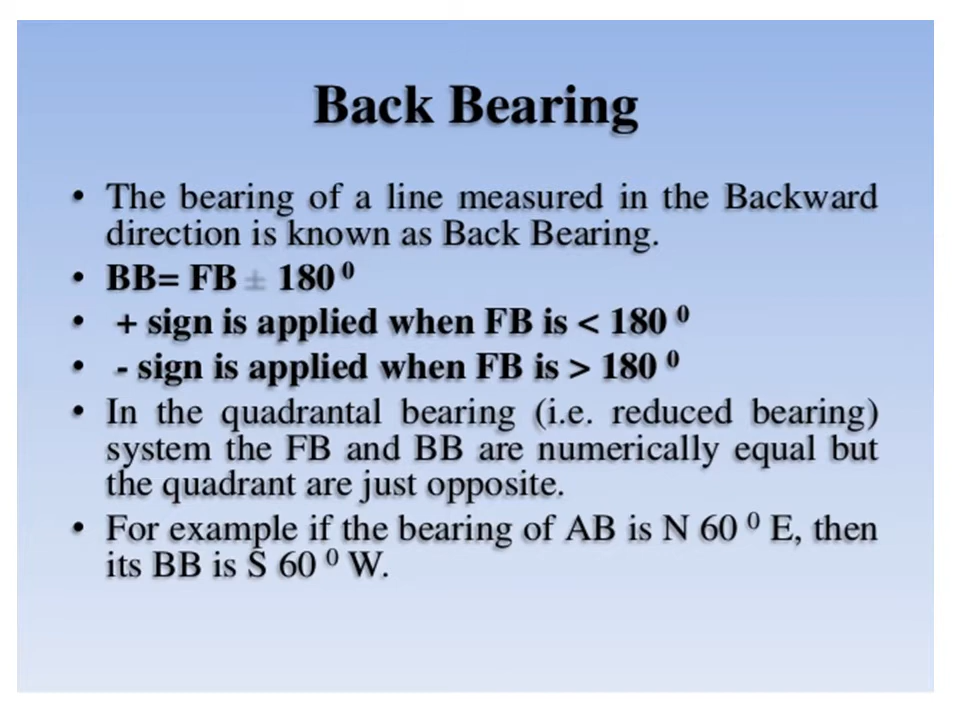 Back Bearing
• The bearing of a line measured in the Backward
direction is known as Back Bearing.
• BB= FB ± 180 ⁰
• + sign is applied when FB is < 180 ⁰
• - sign is applied when FB is > 180 ⁰
• In the quadrantal bearing (i.e. reduced bearing)
system the FB and BB are numerically equal but
the quadrant are just opposite.
• For example if the bearing of AB is N 60 ⁰ E, then
its BB is S 60 ⁰ W.